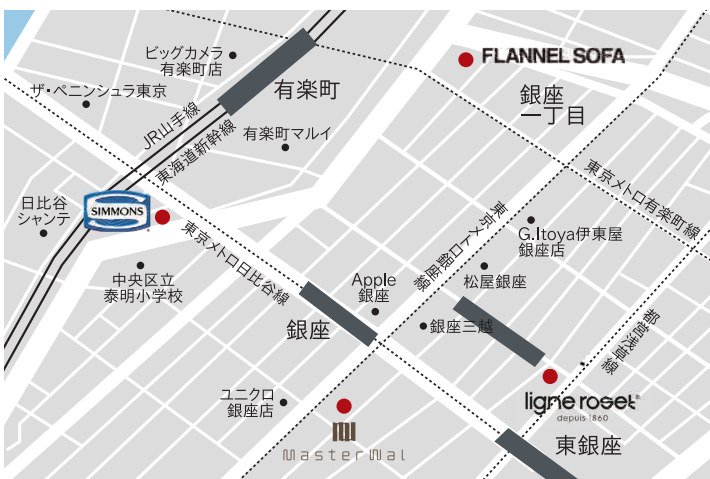 ビッグカメラ
有楽町店
FLANNEL SOFA
ザ・ペニンシュラ東京
有楽町
銀座
一丁目
JR山手線
東海道新幹線
有楽町マルイ
東京メトロ有楽町線
日比谷
シャンテ
SIMMONS
東京メトロ日比谷線
東京メトロ銀座線
G.Itoya伊東屋
銀座店
中央区立
泰明小学校
Apple
銀座
松屋銀座
銀座
銀座三越
都営浅草線
ユニクロ
銀座店
ligne roset®
depuis 1860
MasterWal
東銀座